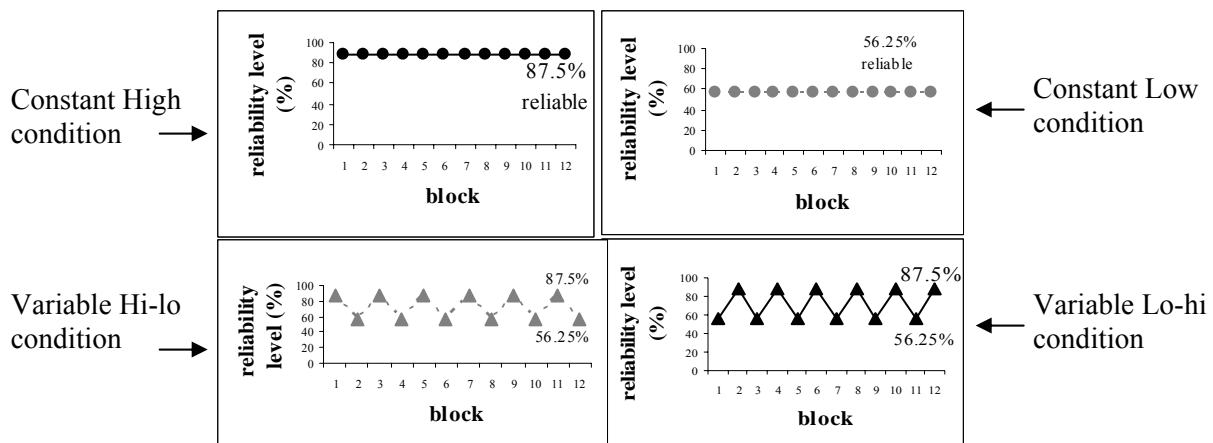 Constant High
condition
reliability level
(%)
100
80
60
40
20
0
87.5%
reliable
1 2 3 4 5 6 7 8 9 10 11 12
block
reliability level
(%)
100
80
60
40
20
0
56.25%
reliable
1 2 3 4 5 6 7 8 9 10 11 12
block
Constant Low
condition
Variable Hi-lo
condition
reliability
level (%)
100
80
60
40
20
0
87.5%
56.25%
1 2 3 4 5 6 7 8 9 10 11 12
block
reliability level
(%)
100
80
60
40
20
0
87.5%
56.25%
1 2 3 4 5 6 7 8 9 10 11 12
block
Variable Lo-hi
condition